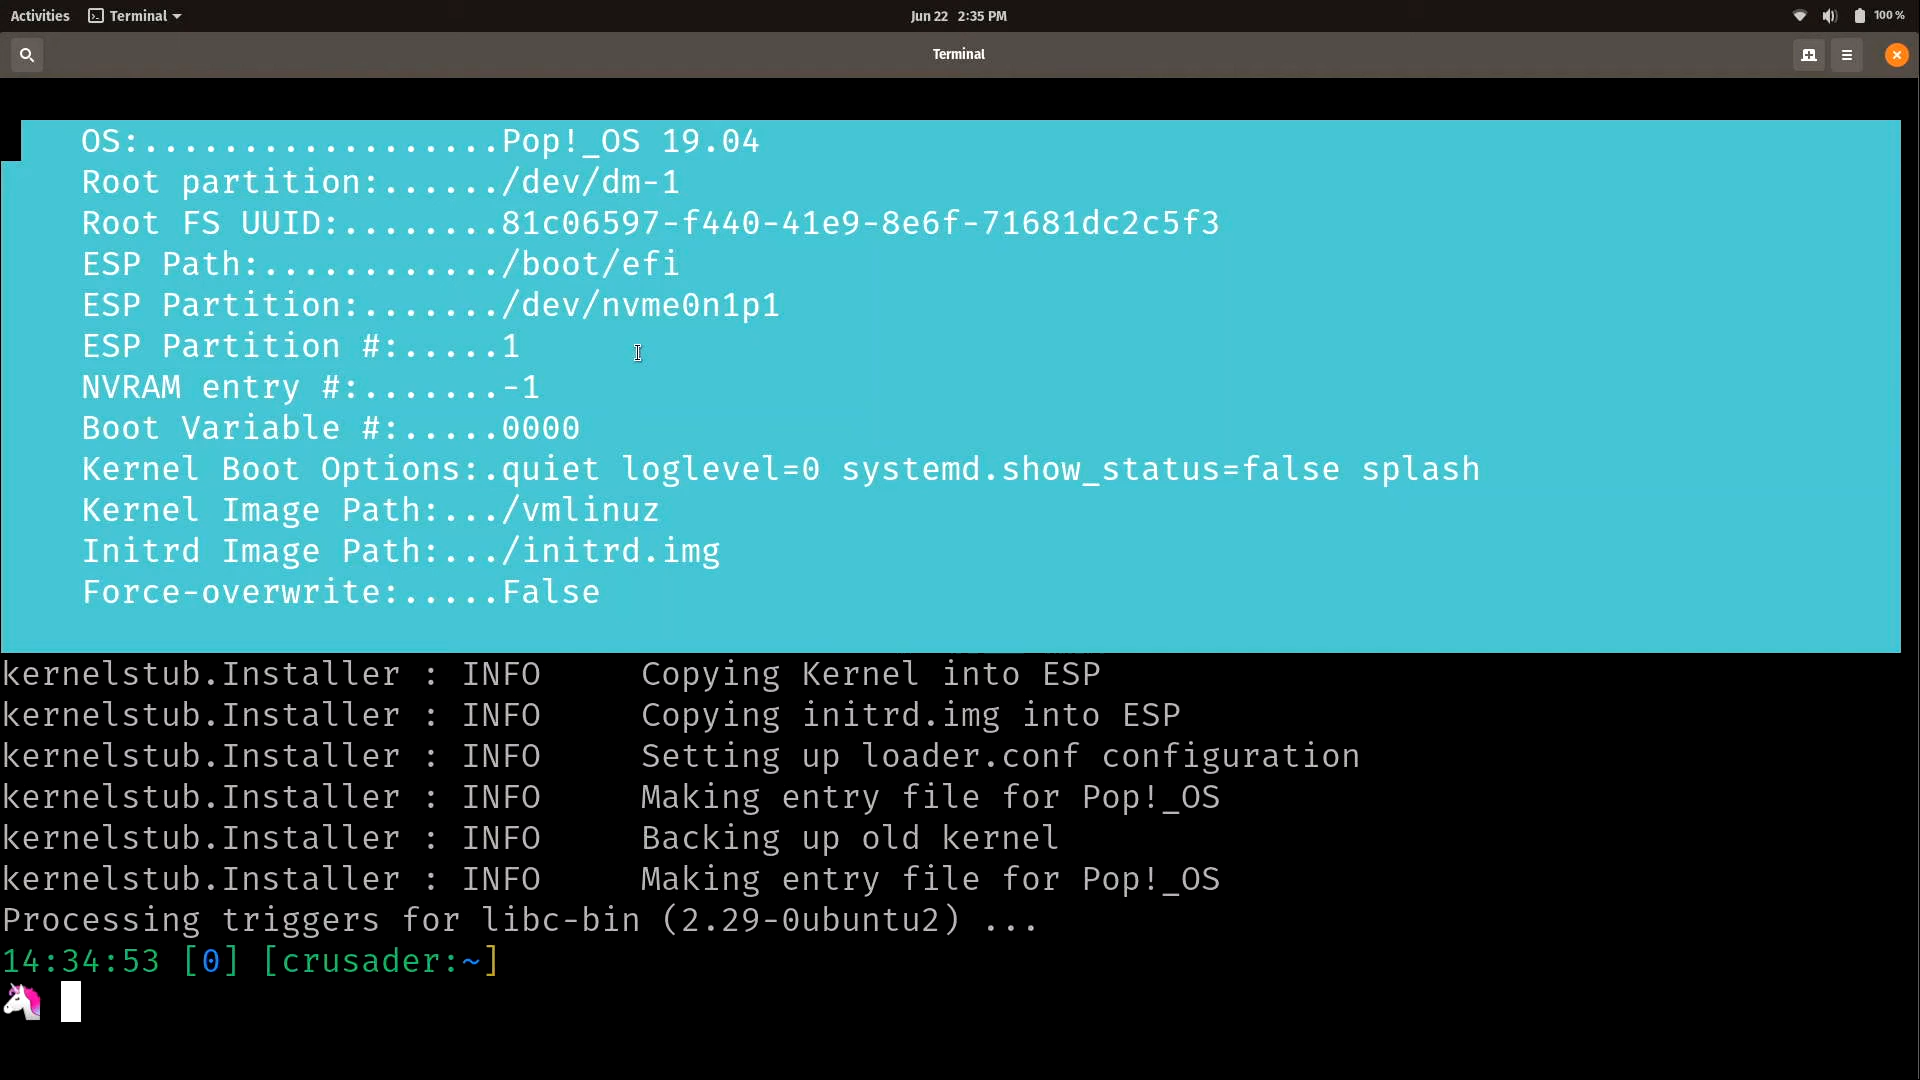 Activities Terminal Jun 22 2:35 PM 100 %
Terminal
OS:..................Pop!_OS 19.04
Root partition:....../dev/dm-1
Root FS UUID:........81c06597-f440-41e9-8e6f-71681dc2c5f3
ESP Path:............/boot/efi
ESP Partition:......./dev/nvme0n1p1
ESP Partition #:.....1
NVRAM entry #:.......-1
Boot Variable #:.....0000
Kernel Boot Options:.quiet loglevel=0 systemd.show_status=false splash
Kernel Image Path:.../vmlinuz
Initrd Image Path:.../initrd.img
Force-overwrite:.....False
kernelstub.Installer : INFO     Copying Kernel into ESP
kernelstub.Installer : INFO     Copying initrd.img into ESP
kernelstub.Installer : INFO     Setting up loader.conf configuration
kernelstub.Installer : INFO     Making entry file for Pop!_OS
kernelstub.Installer : INFO     Backing up old kernel
kernelstub.Installer : INFO     Making entry file for Pop!_OS
Processing triggers for libc-bin (2.29-0ubuntu2) ...
14:34:53 [0] [crusader:~]